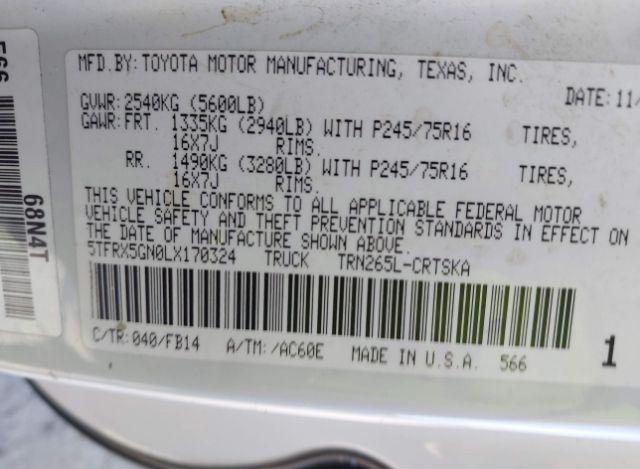 MFD.BY: TOYOTA MOTOR MANUFACTURING, TEXAS, INC.
DATE: 11/
GVWR: 2540KG (5600LB)
GAWR: FRT. 1335KG (2940LB) WITH P245/75R16 TIRES,
16X7J RIMS.
RR. 1490KG (3280LB) WITH P245/75R16 TIRES,
16X7J RIMS.
THIS VEHICLE CONFORMS TO ALL APPLICABLE FEDERAL MOTOR
VEHICLE SAFETY AND THEFT PREVENTION STANDARDS IN EFFECT ON
THE DATE OF MANUFACTURE SHOWN ABOVE.
5TFRX5GN0LX170324 TRUCK TRN265L-CRTSKA
C/TR: 040/FB14 A/TM: /AC60E MADE IN U.S.A. 566
1
566
68N4T